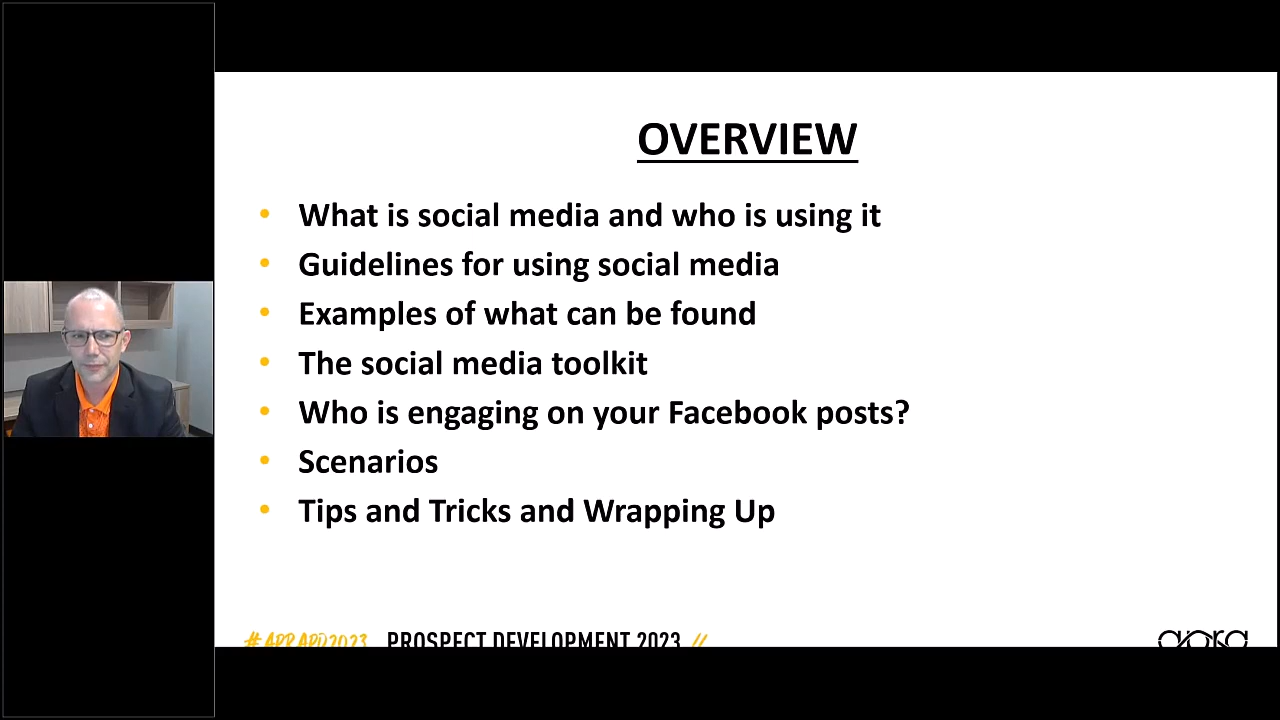 OVERVIEW
• What is social media and who is using it
• Guidelines for using social media
• Examples of what can be found
• The social media toolkit
• Who is engaging on your Facebook posts?
• Scenarios
• Tips and Tricks and Wrapping Up
#APRAPD2023 PROSPECT DEVELOPMENT 2023 //
apra